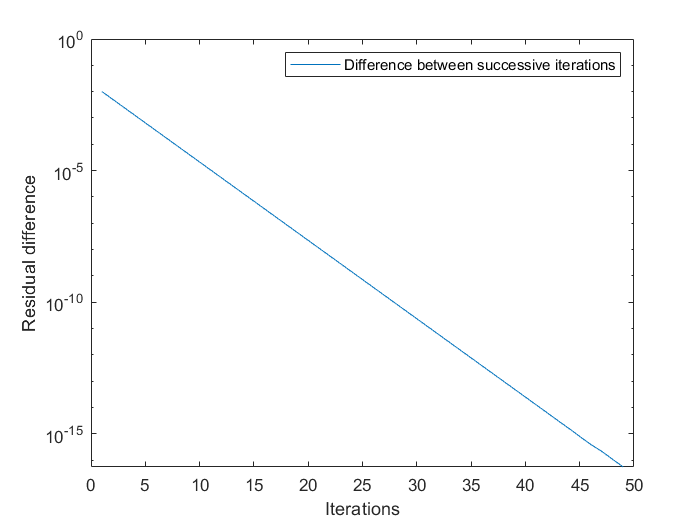 10^0
Difference between successive iterations
10^-5
Residual difference
10^-10
10^-15
0 5 10 15 20 25 30 35 40 45 50
Iterations